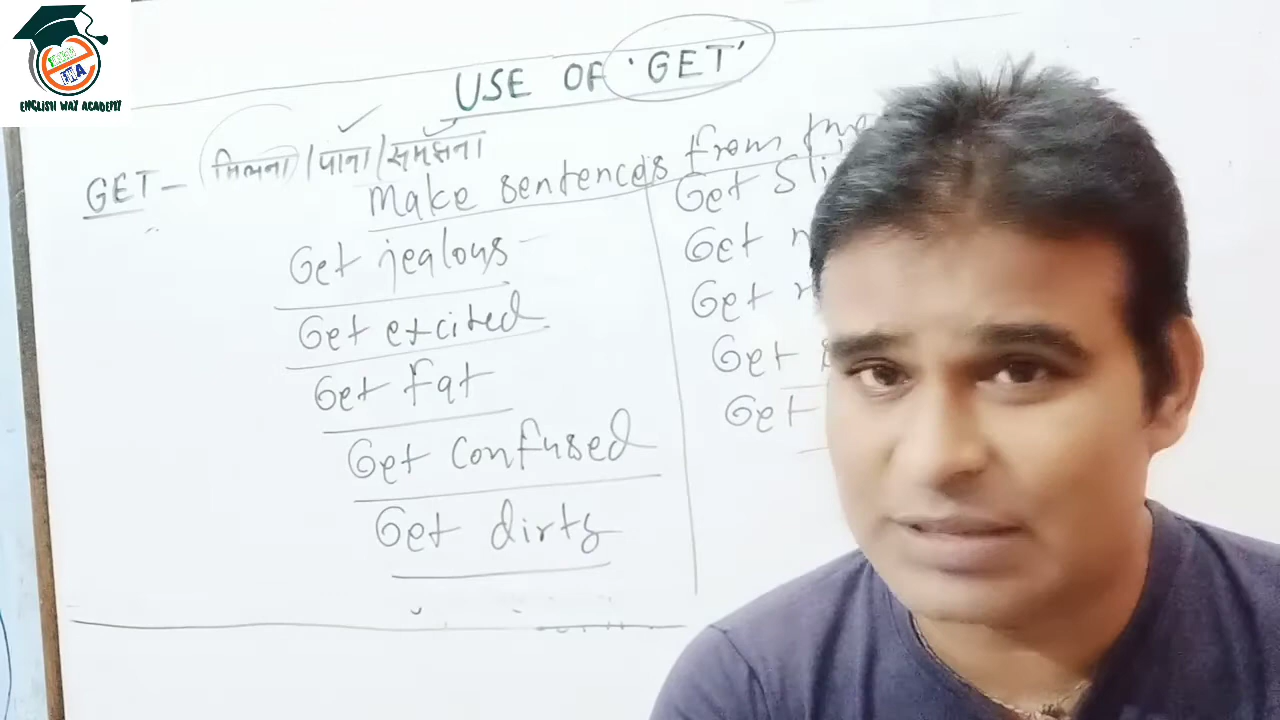 ENGLISH WAY ACADEMY
USE OF 'GET'
GET – मिलना / पाना / समझना
Make sentences from
Get jealous
Get excited
Get fat
Get confused
Get dirty
Get
Get
Get
Get
Get